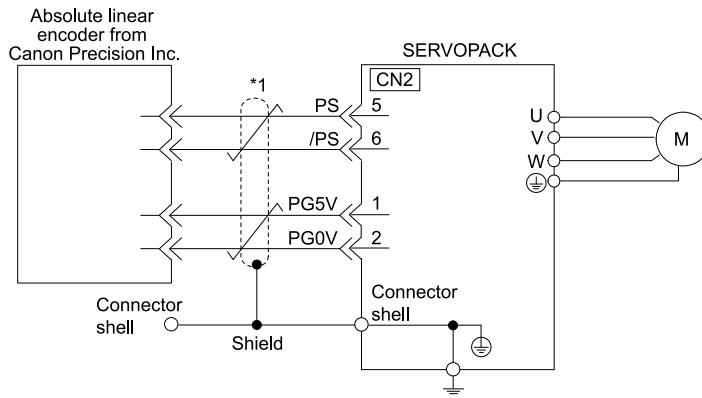 Absolute linear
encoder from
Canon Precision Inc.
SERVOPACK
*1
CN2
PS 5
/PS 6
PG5V 1
PG0V 2
U
V
W
M
Connector
shell
Shield
Connector
shell